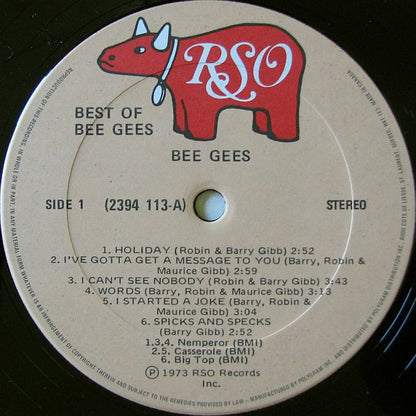 RSO
BEST OF
BEE GEES
BEE GEES
SIDE 1 (2394 113-A) STEREO
1. HOLIDAY (Robin & Barry Gibb) 2:52
2. I'VE GOTTA GET A MESSAGE TO YOU (Barry, Robin &
Maurice Gibb) 2:59
3. I CAN'T SEE NOBODY (Robin & Barry Gibb) 3:43
4. WORDS (Barry, Robin & Maurice Gibb) 3:13
5. I STARTED A JOKE (Barry, Robin &
Maurice Gibb) 3:04
6. SPICKS AND SPECKS
(Barry Gibb) 2:52
1,3,4. Nemperor (BMI)
2,5. Casserole (BMI)
6. Big Top (BMI)
Ⓟ 1973 RSO Records
Inc.